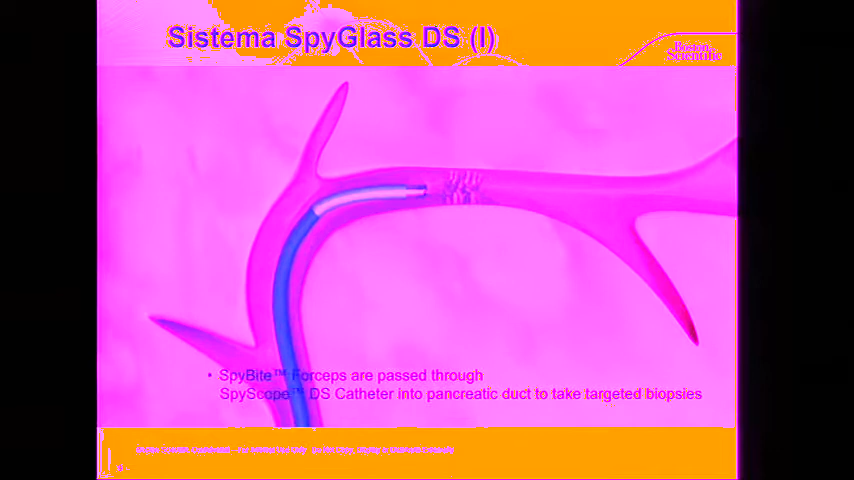 Sistema SpyGlass DS (I)
Boston
Scientific
• SpyBite™ Forceps are passed through
SpyScope™ DS Catheter into pancreatic duct to take targeted biopsies